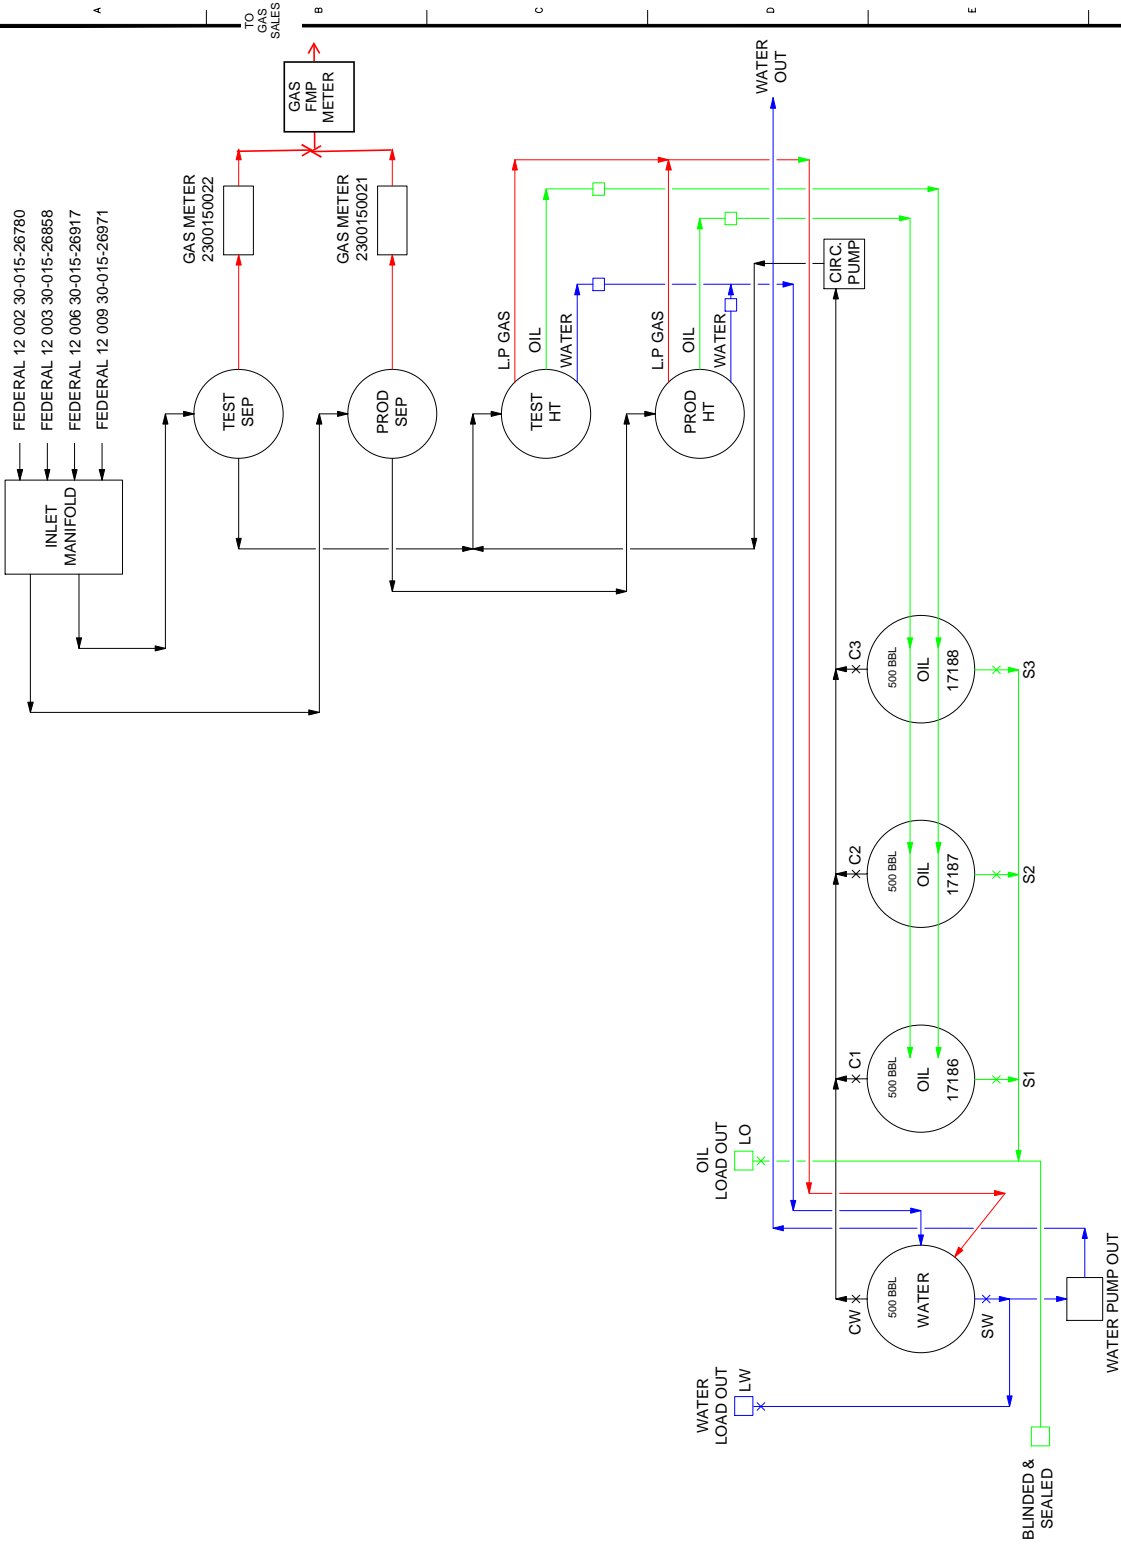 A
B
C
D
E
TO
GAS
SALES
GAS
FMP
METER
WATER
OUT
FEDERAL 12 002 30-015-26780
FEDERAL 12 003 30-015-26858
FEDERAL 12 006 30-015-26917
FEDERAL 12 009 30-015-26971
INLET
MANIFOLD
GAS METER
2300150022
GAS METER
2300150021
TEST
SEP
PROD
SEP
L.P GAS
OIL
WATER
TEST
HT
L.P GAS
OIL
WATER
PROD
HT
CIRC.
PUMP
C3
500 BBL
OIL
17188
S3
C2
500 BBL
OIL
17187
S2
C1
500 BBL
OIL
17186
S1
OIL
LOAD OUT
LO
CW
500 BBL
WATER
SW
WATER
LOAD OUT
LW
WATER PUMP OUT
BLINDED &
SEALED